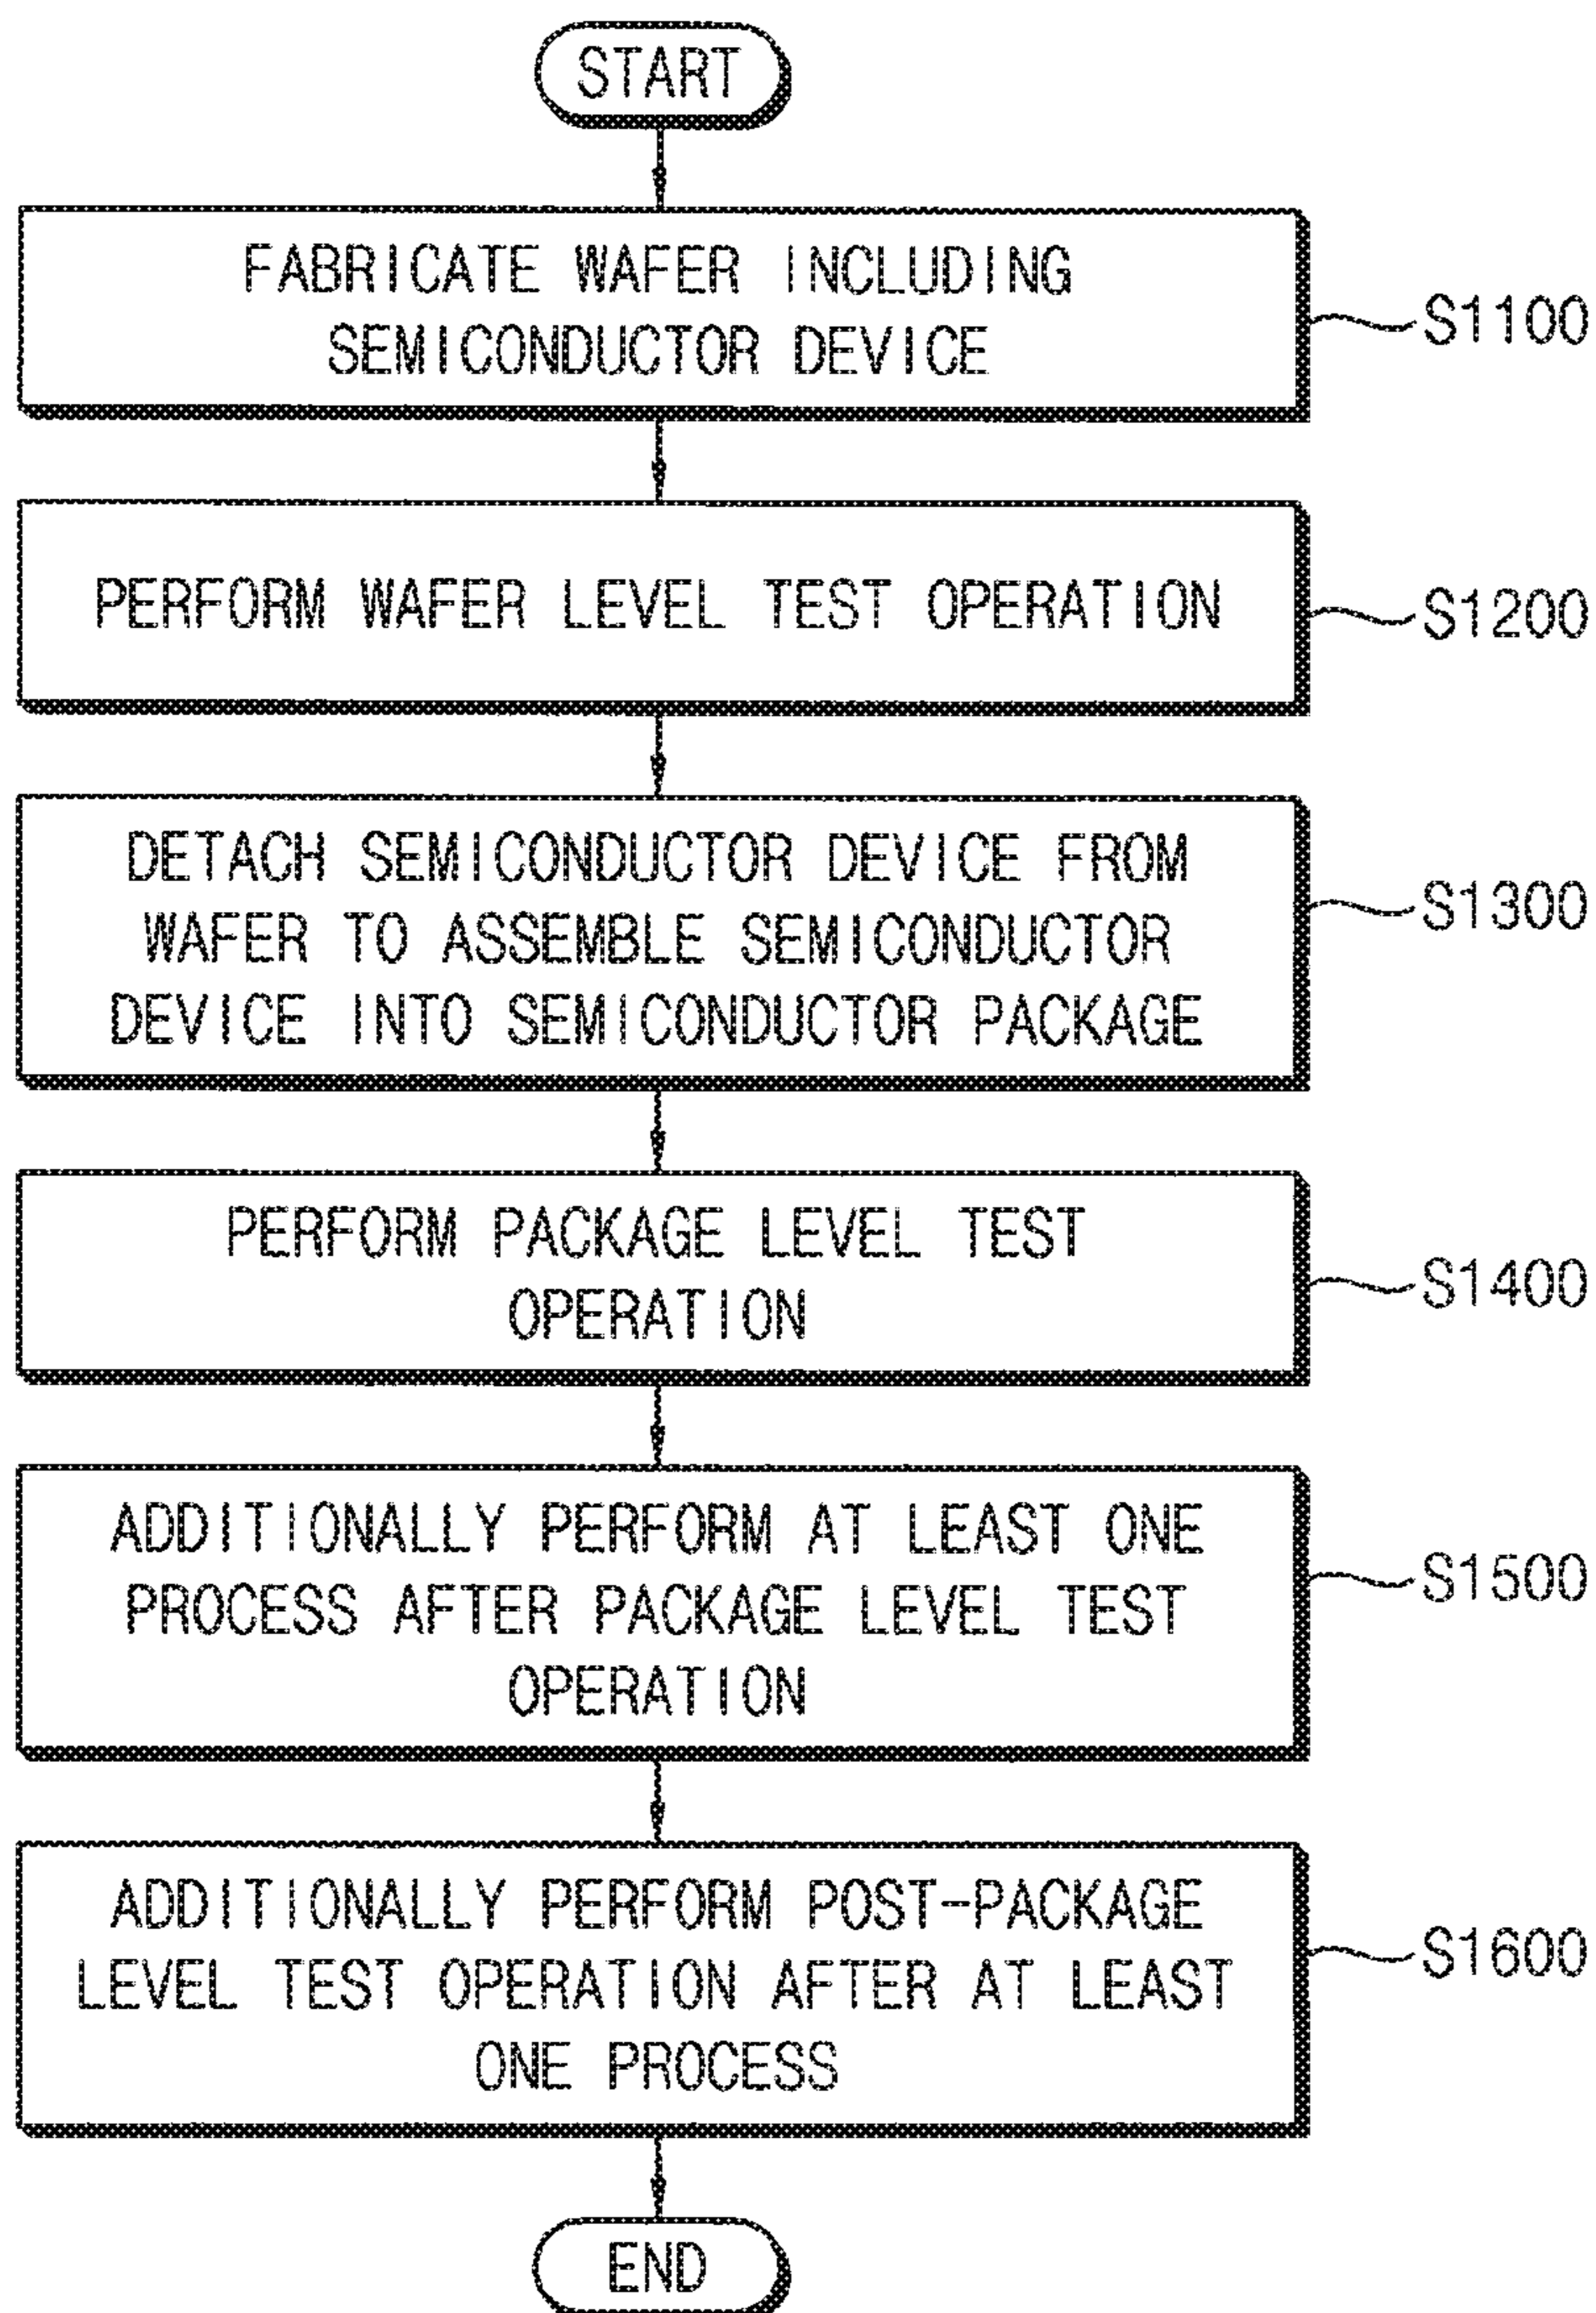 START
FABRICATE WAFER INCLUDING
SEMICONDUCTOR DEVICE
S1100
PERFORM WAFER LEVEL TEST OPERATION
S1200
DETACH SEMICONDUCTOR DEVICE FROM
WAFER TO ASSEMBLE SEMICONDUCTOR
DEVICE INTO SEMICONDUCTOR PACKAGE
S1300
PERFORM PACKAGE LEVEL TEST
OPERATION
S1400
ADDITIONALLY PERFORM AT LEAST ONE
PROCESS AFTER PACKAGE LEVEL TEST
OPERATION
S1500
ADDITIONALLY PERFORM POST-PACKAGE
LEVEL TEST OPERATION AFTER AT LEAST
ONE PROCESS
S1600
END